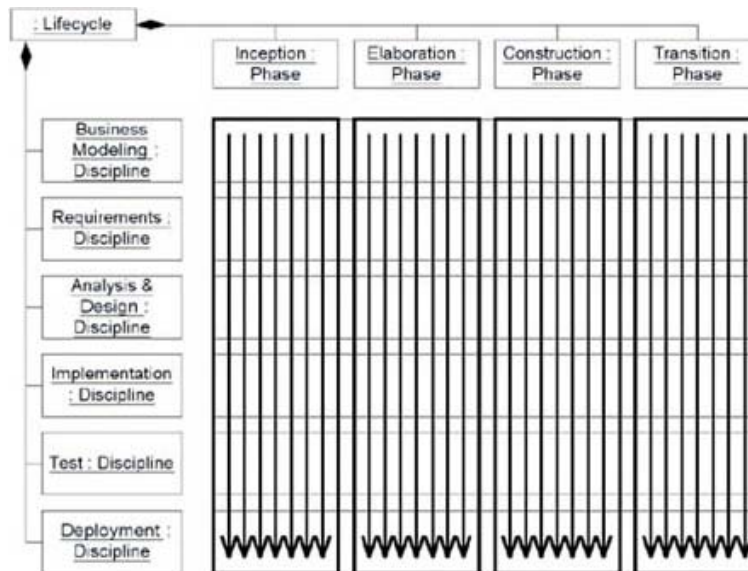 : Lifecycle
Inception :
Phase
Elaboration :
Phase
Construction :
Phase
Transition :
Phase
Business
Modeling :
Discipline
Requirements :
Discipline
Analysis &
Design :
Discipline
Implementation
: Discipline
Test : Discipline
Deployment :
Discipline